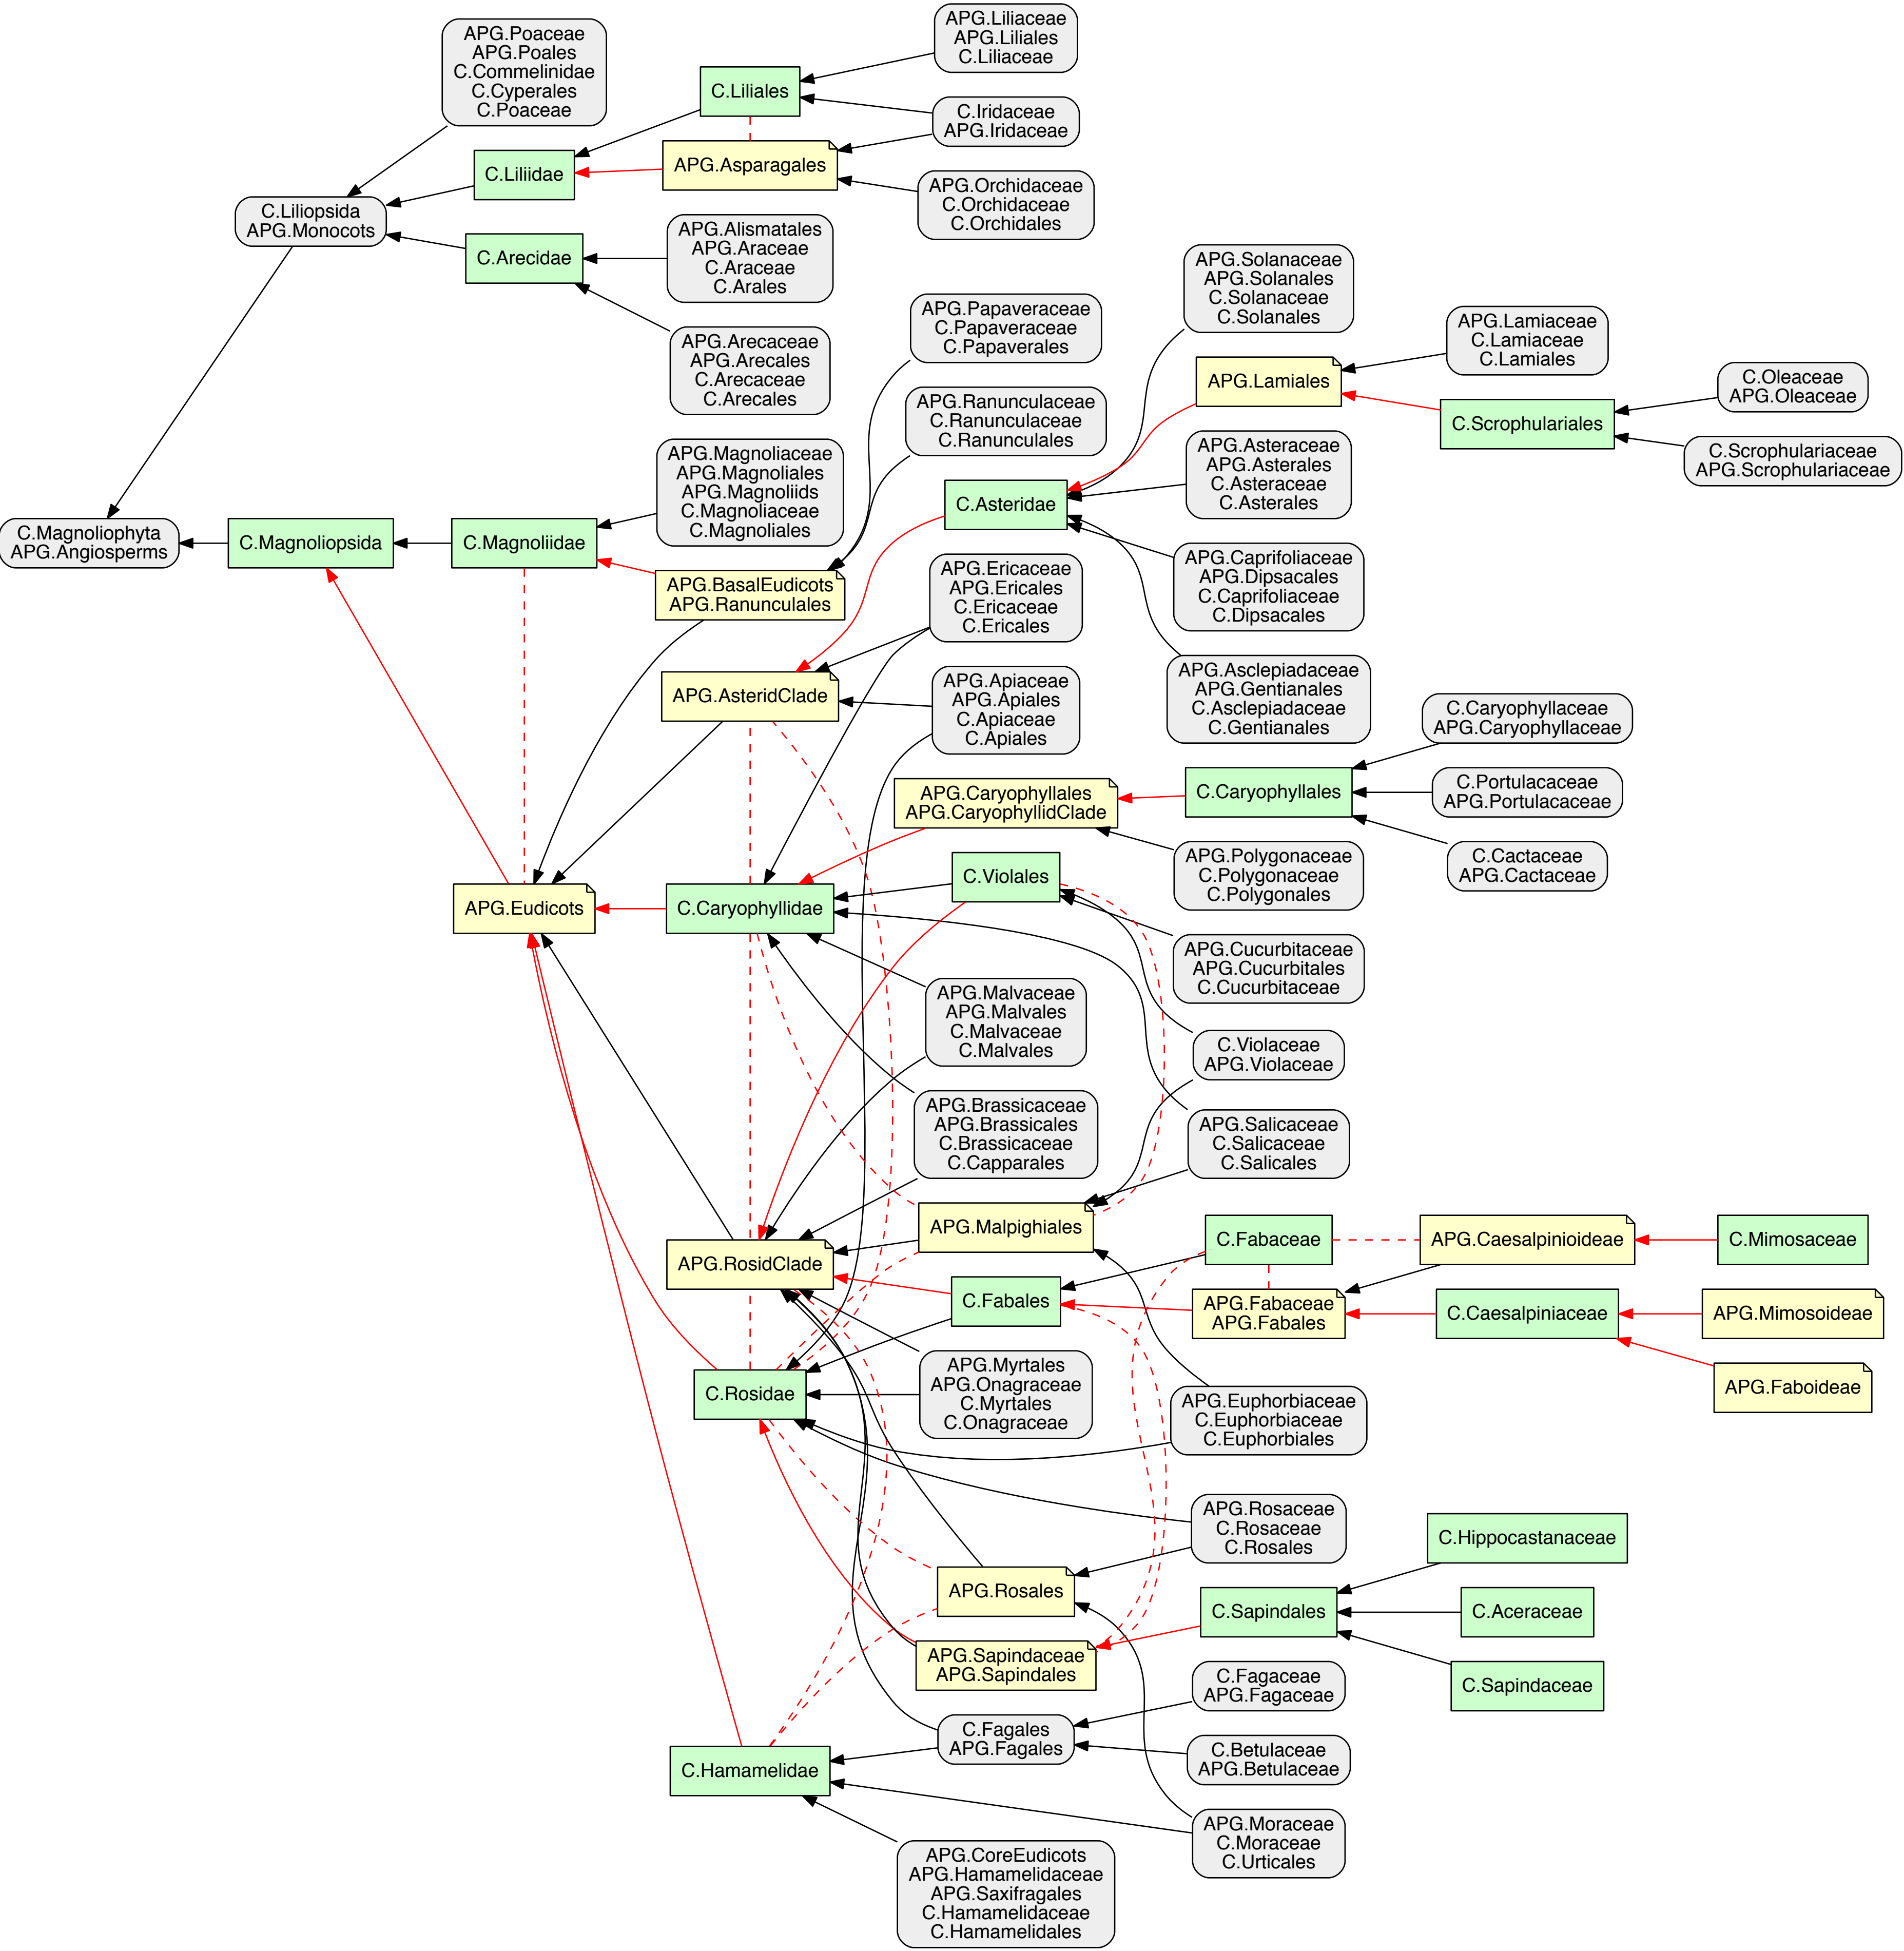 APG.Poaceae
APG.Poales
C.Commelinidae
C.Cyperales
C.Poaceae
C.Liliales
APG.Liliaceae
APG.Liliales
C.Liliaceae
C.Iridaceae
APG.Iridaceae
C.Liliidae
APG.Asparagales
APG.Orchidaceae
C.Orchidaceae
C.Orchidales
C.Liliopsida
APG.Monocots
C.Arecidae
APG.Alismatales
APG.Araceae
C.Araceae
C.Arales
APG.Arecaceae
APG.Arecales
C.Arecaceae
C.Arecales
APG.Papaveraceae
C.Papaveraceae
C.Papaverales
APG.Ranunculaceae
C.Ranunculaceae
C.Ranunculales
APG.Solanaceae
APG.Solanales
C.Solanaceae
C.Solanales
APG.Lamiales
APG.Lamiaceae
C.Lamiaceae
C.Lamiales
C.Scrophulariales
C.Oleaceae
APG.Oleaceae
C.Scrophulariaceae
APG.Scrophulariaceae
APG.Asteraceae
APG.Asterales
C.Asteraceae
C.Asterales
C.Asteridae
APG.Magnoliaceae
APG.Magnoliales
APG.Magnoliids
C.Magnoliaceae
C.Magnoliales
C.Magnoliophyta
APG.Angiosperms
C.Magnoliopsida
C.Magnoliidae
APG.BasalEudicots
APG.Ranunculales
APG.Ericaceae
APG.Ericales
C.Ericaceae
C.Ericales
APG.Caprifoliaceae
APG.Dipsacales
C.Caprifoliaceae
C.Dipsacales
APG.Asclepiadaceae
APG.Gentianales
C.Asclepiadaceae
C.Gentianales
APG.AsteridClade
APG.Apiaceae
APG.Apiales
C.Apiaceae
C.Apiales
C.Caryophyllaceae
APG.Caryophyllaceae
APG.Caryophyllales
APG.CaryophyllidClade
C.Caryophyllales
C.Portulacaceae
APG.Portulacaceae
C.Cactaceae
APG.Cactaceae
APG.Polygonaceae
C.Polygonaceae
C.Polygonales
APG.Eudicots
C.Caryophyllidae
C.Violales
APG.Cucurbitaceae
APG.Cucurbitales
C.Cucurbitaceae
APG.Malvaceae
APG.Malvales
C.Malvaceae
C.Malvales
C.Violaceae
APG.Violaceae
APG.Brassicaceae
APG.Brassicales
C.Brassicaceae
C.Capparales
APG.Salicaceae
C.Salicaceae
C.Salicales
APG.Malpighiales
APG.RosidClade
C.Fabaceae
APG.Caesalpinioideae
C.Mimosaceae
C.Fabales
APG.Fabaceae
APG.Fabales
C.Caesalpiniaceae
APG.Mimosoideae
APG.Faboideae
C.Rosidae
APG.Myrtales
APG.Onagraceae
C.Myrtales
C.Onagraceae
APG.Euphorbiaceae
C.Euphorbiaceae
C.Euphorbiales
APG.Rosaceae
C.Rosaceae
C.Rosales
C.Hippocastanaceae
APG.Rosales
C.Sapindales
C.Aceraceae
APG.Sapindaceae
APG.Sapindales
C.Sapindaceae
C.Fagaceae
APG.Fagaceae
C.Fagales
APG.Fagales
C.Betulaceae
APG.Betulaceae
C.Hamamelidae
APG.Moraceae
C.Moraceae
C.Urticales
APG.CoreEudicots
APG.Hamamelidaceae
APG.Saxifragales
C.Hamamelidaceae
C.Hamamelidales